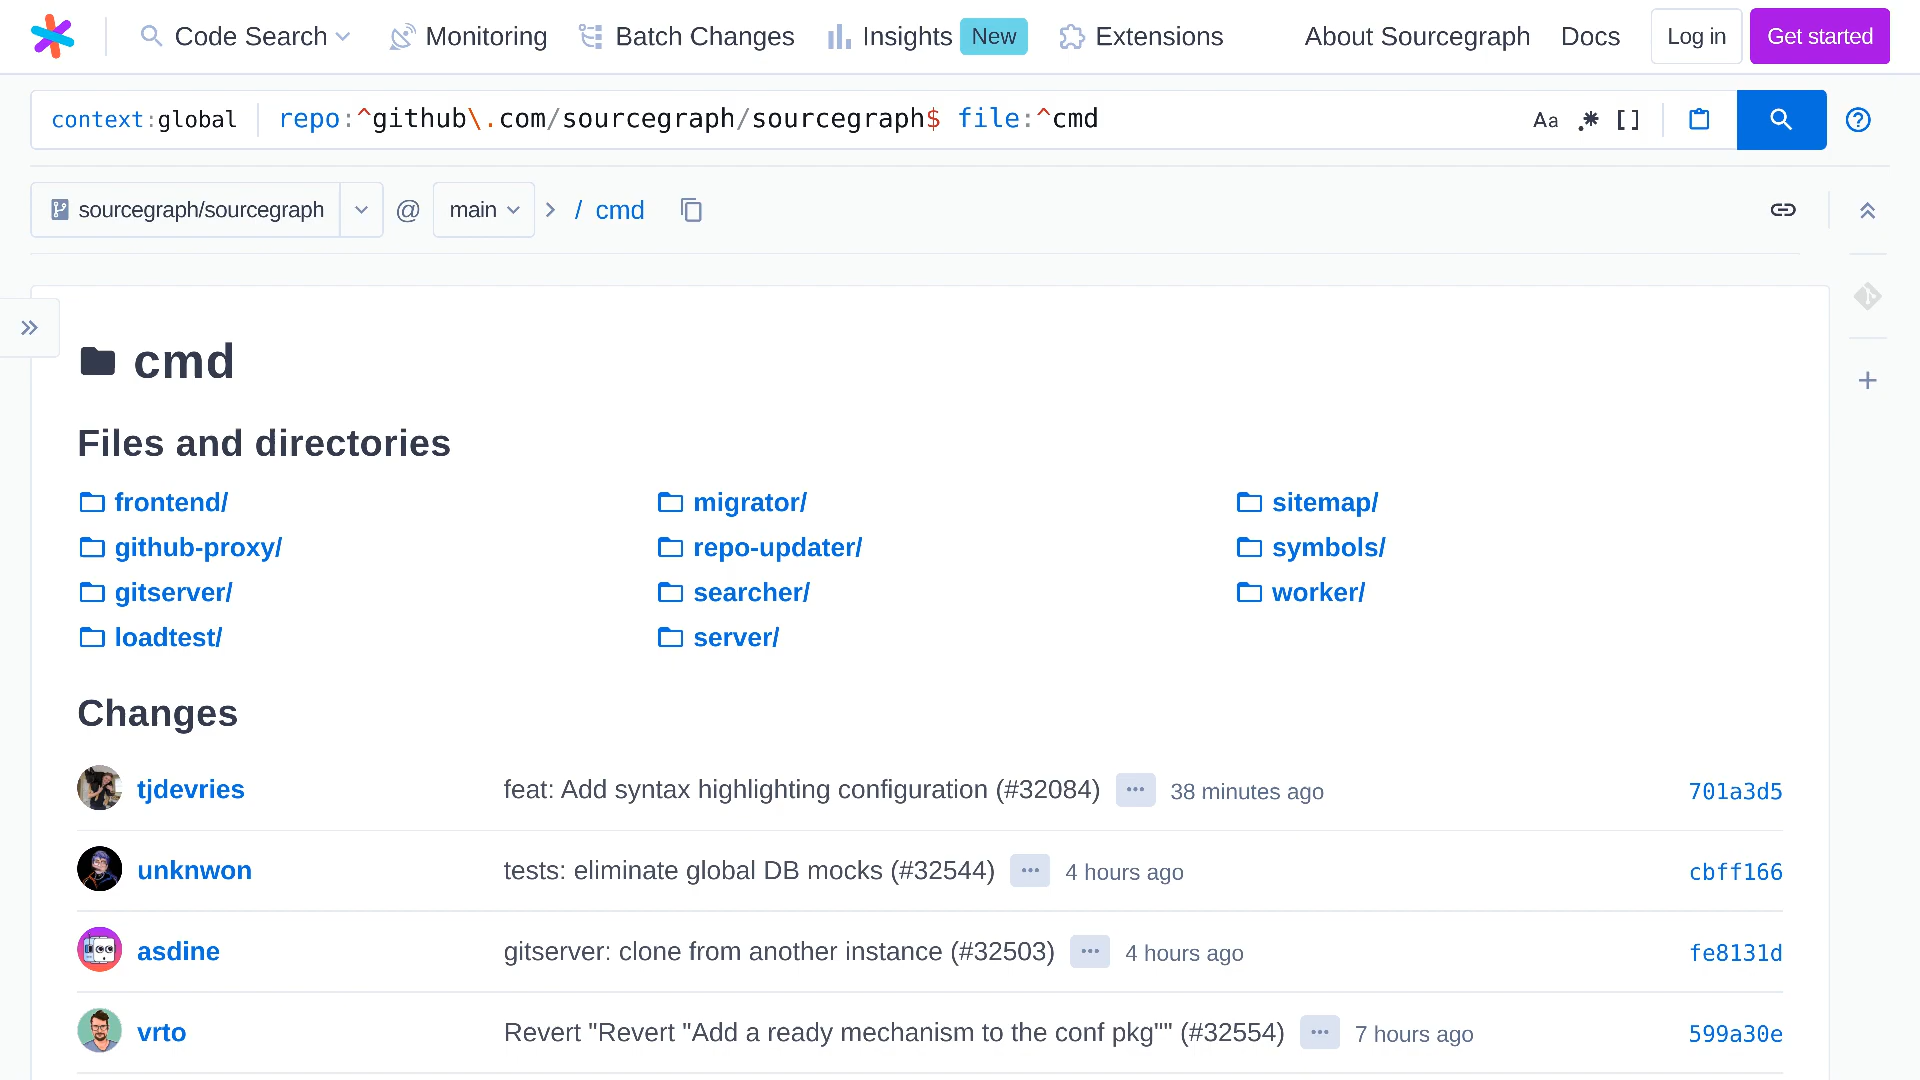 Code Search Monitoring Batch Changes Insights New Extensions About Sourcegraph Docs Log in Get started
context:global repo:^github\.com/sourcegraph/sourcegraph$ file:^cmd Aa .* [] ?
sourcegraph/sourcegraph @ main > / cmd
cmd
Files and directories
frontend/ migrator/ sitemap/
github-proxy/ repo-updater/ symbols/
gitserver/ searcher/ worker/
loadtest/ server/
Changes
tjdevries feat: Add syntax highlighting configuration (#32084) ... 38 minutes ago 701a3d5
unknwon tests: eliminate global DB mocks (#32544) ... 4 hours ago cbff166
asdine gitserver: clone from another instance (#32503) ... 4 hours ago fe8131d
vrto Revert "Revert "Add a ready mechanism to the conf pkg"" (#32554) ... 7 hours ago 599a30e